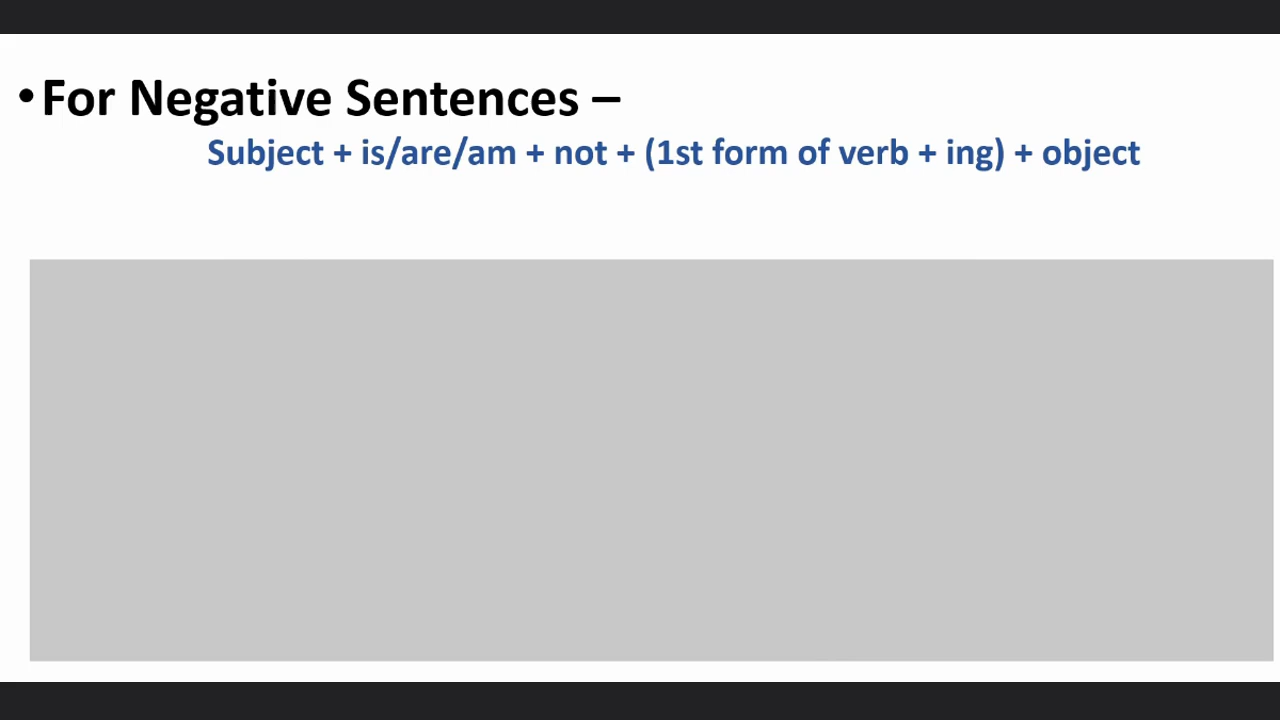 •For Negative Sentences –
Subject + is/are/am + not + (1st form of verb + ing) + object